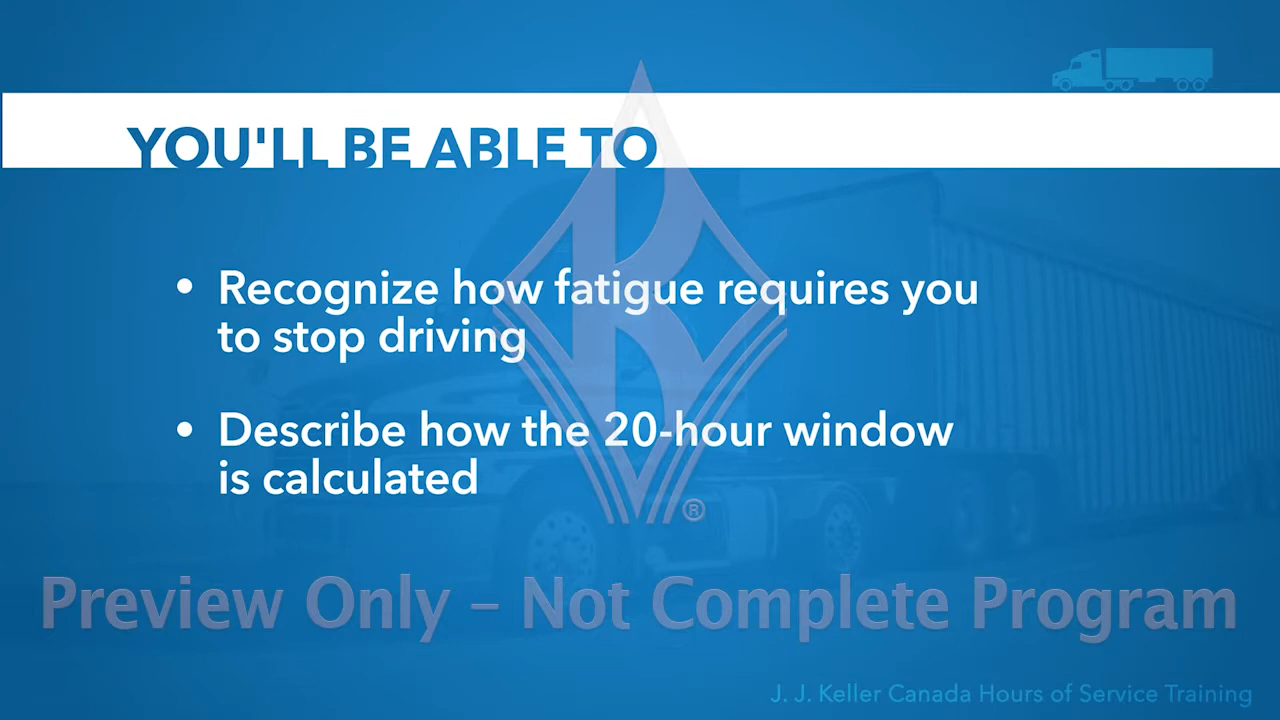 YOU'LL BE ABLE TO
• Recognize how fatigue requires you
to stop driving
• Describe how the 20-hour window
is calculated
®
Preview Only – Not Complete Program
J. J. Keller Canada Hours of Service Training